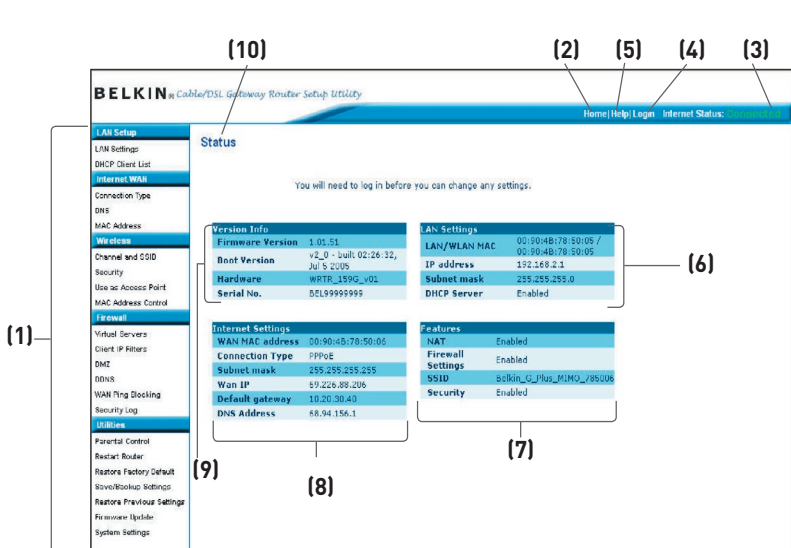 (10) (2) (5) (4) (3)
BELKIN® Cable/DSL Gateway Router Setup Utility
Home|Help|Login Internet Status: Connected
(1)
LAN Setup
LAN Settings
DHCP Client List
Internet WAN
Connection Type
DNS
MAC Address
Wireless
Channel and SSID
Security
Use as Access Point
MAC Address Control
Firewall
Virtual Servers
Client IP Filters
DMZ
DDNS
WAN Ping Blocking
Security Log
Utilities
Parental Control
Restart Router
Restore Factory Default
Save/Backup Settings
Restore Previous Settings
Firmware Update
System Settings
Status
You will need to log in before you can change any settings.
Version Info
Firmware Version 1.01.51
Boot Version v2_0 - built 02:26:32,
Jul 5 2005
Hardware WRTR_159G_v01
Serial No. BEL99999999
(9)
LAN Settings
LAN/WLAN MAC 00:90:4B:78:50:05 /
00:90:4B:78:50:05
IP address 192.168.2.1
Subnet mask 255.255.255.0
DHCP Server Enabled
(6)
Internet Settings
WAN MAC address 00:90:4B:78:50:06
Connection Type PPPoE
Subnet mask 255.255.255.255
Wan IP 69.226.88.206
Default gateway 10.20.30.40
DNS Address 68.94.156.1
(8)
Features
NAT Enabled
Firewall
Settings Enabled
SSID Belkin_G_Plus_MIMO_785006
Security Enabled
(7)